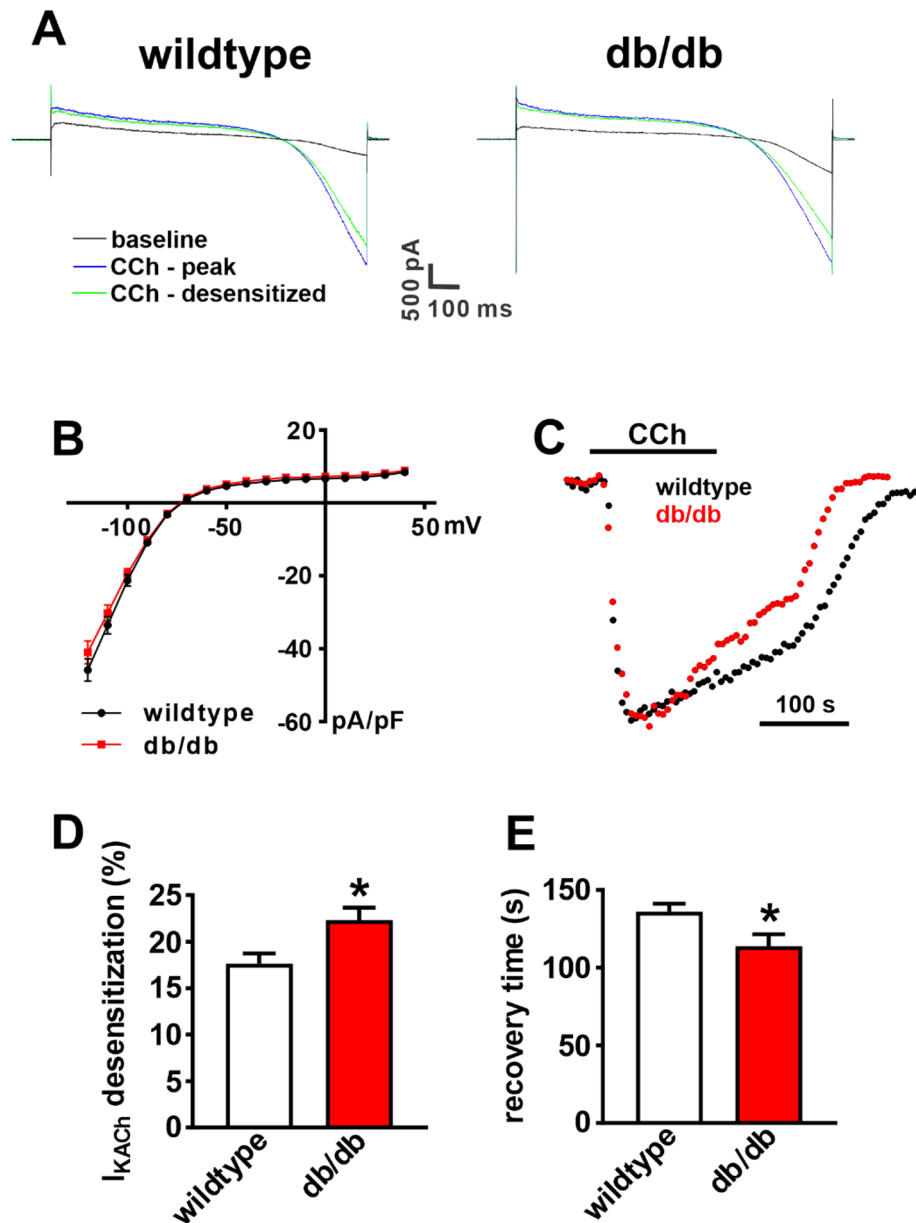 A
wildtype
db/db
baseline
CCh - peak
CCh - desensitized
500 pA
100 ms
B
20
-100
-50
50 mV
-20
-40
-60
pA/pF
wildtype
db/db
C
CCh
wildtype
db/db
100 s
D
I_KACh desensitization (%)
25
20
15
10
5
0
*
wildtype
db/db
E
recovery time (s)
150
100
50
0
*
wildtype
db/db